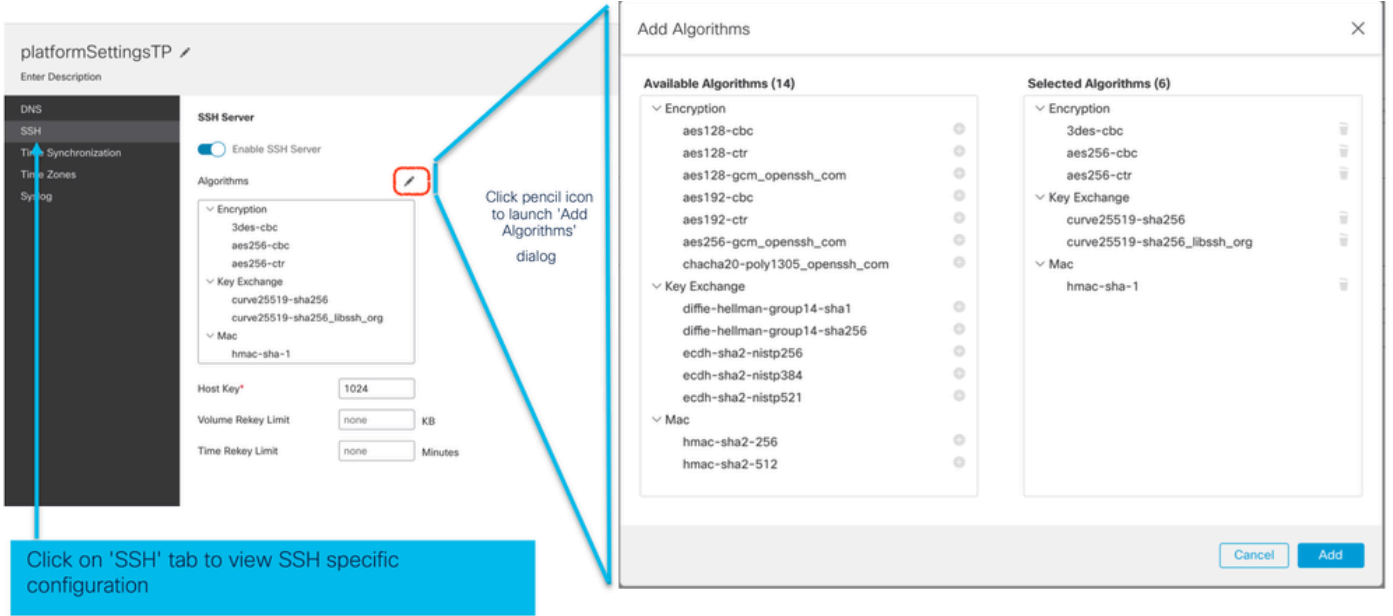 platformSettingsTP
Enter Description
DNS
SSH
Time Synchronization
Time Zones
Syslog
SSH Server
Enable SSH Server
Algorithms
Encryption
3des-cbc
aes256-cbc
aes256-ctr
Key Exchange
curve25519-sha256
curve25519-sha256_libssh_org
Mac
hmac-sha-1
Host Key*
1024
Volume Rekey Limit
none
KB
Time Rekey Limit
none
Minutes
Click pencil icon
to launch 'Add
Algorithms'
dialog
Click on 'SSH' tab to view SSH specific
configuration
Add Algorithms
Available Algorithms (14)
Encryption
aes128-cbc
aes128-ctr
aes128-gcm_openssh_com
aes192-cbc
aes192-ctr
aes256-gcm_openssh_com
chacha20-poly1305_openssh_com
Key Exchange
diffie-hellman-group14-sha1
diffie-hellman-group14-sha256
ecdh-sha2-nistp256
ecdh-sha2-nistp384
ecdh-sha2-nistp521
Mac
hmac-sha2-256
hmac-sha2-512
Selected Algorithms (6)
Encryption
3des-cbc
aes256-cbc
aes256-ctr
Key Exchange
curve25519-sha256
curve25519-sha256_libssh_org
Mac
hmac-sha-1
Cancel
Add